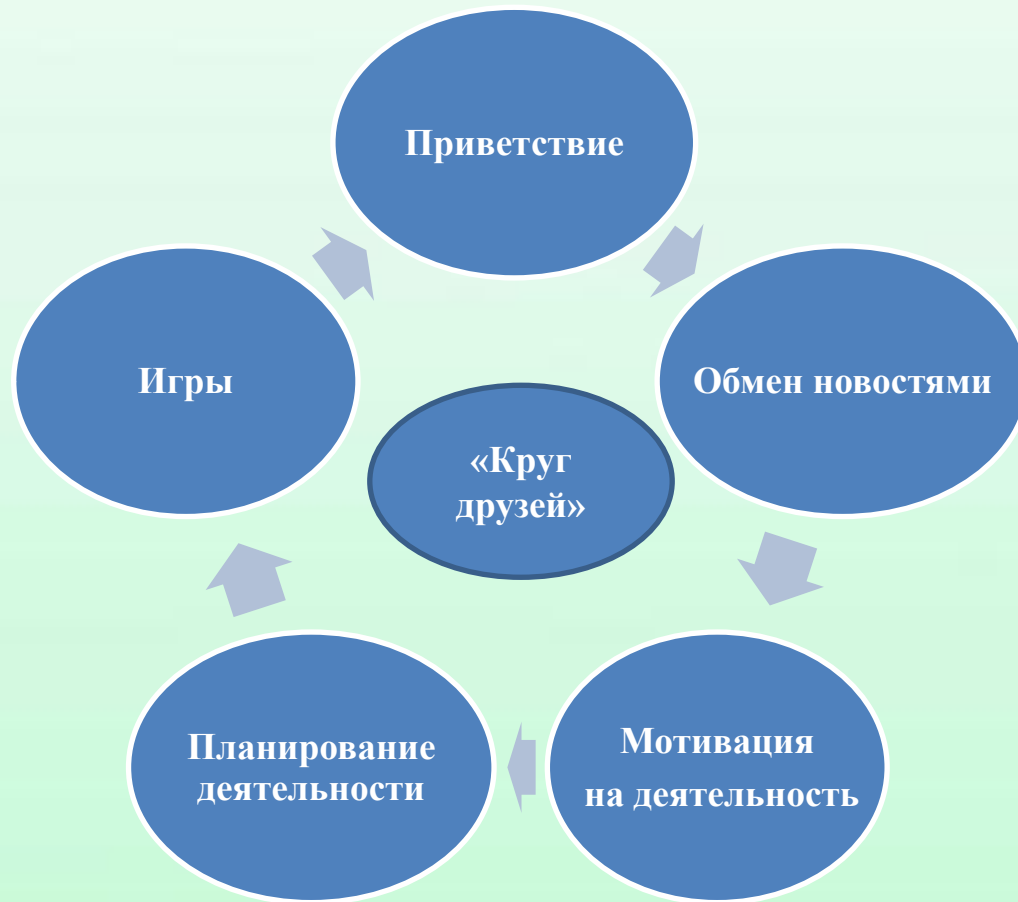 Приветствие
Обмен новостями
Мотивация
на деятельность
Планирование
деятельности
Игры
«Круг
друзей»